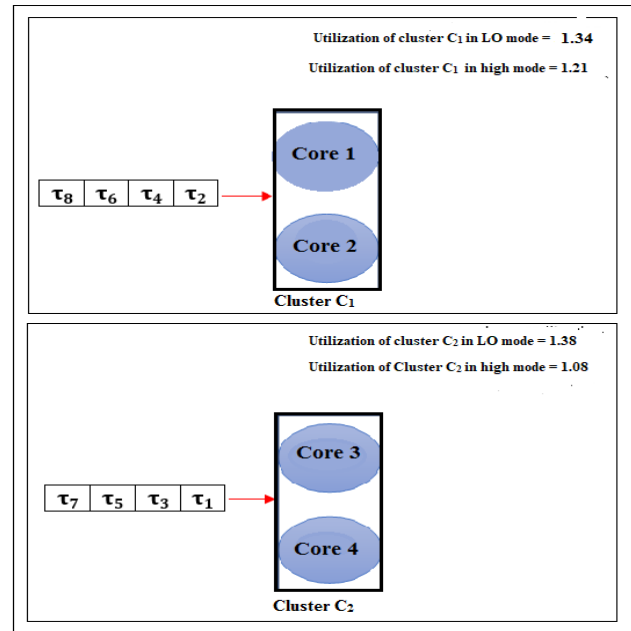 Utilization of cluster C₁ in LO mode = 1.34
Utilization of cluster C₁ in high mode = 1.21
Core 1
τ₈ τ₆ τ₄ τ₂
Core 2
Cluster C₁
Utilization of cluster C₂ in LO mode = 1.38
Utilization of Cluster C₂ in high mode = 1.08
Core 3
τ₇ τ₅ τ₃ τ₁
Core 4
Cluster C₂